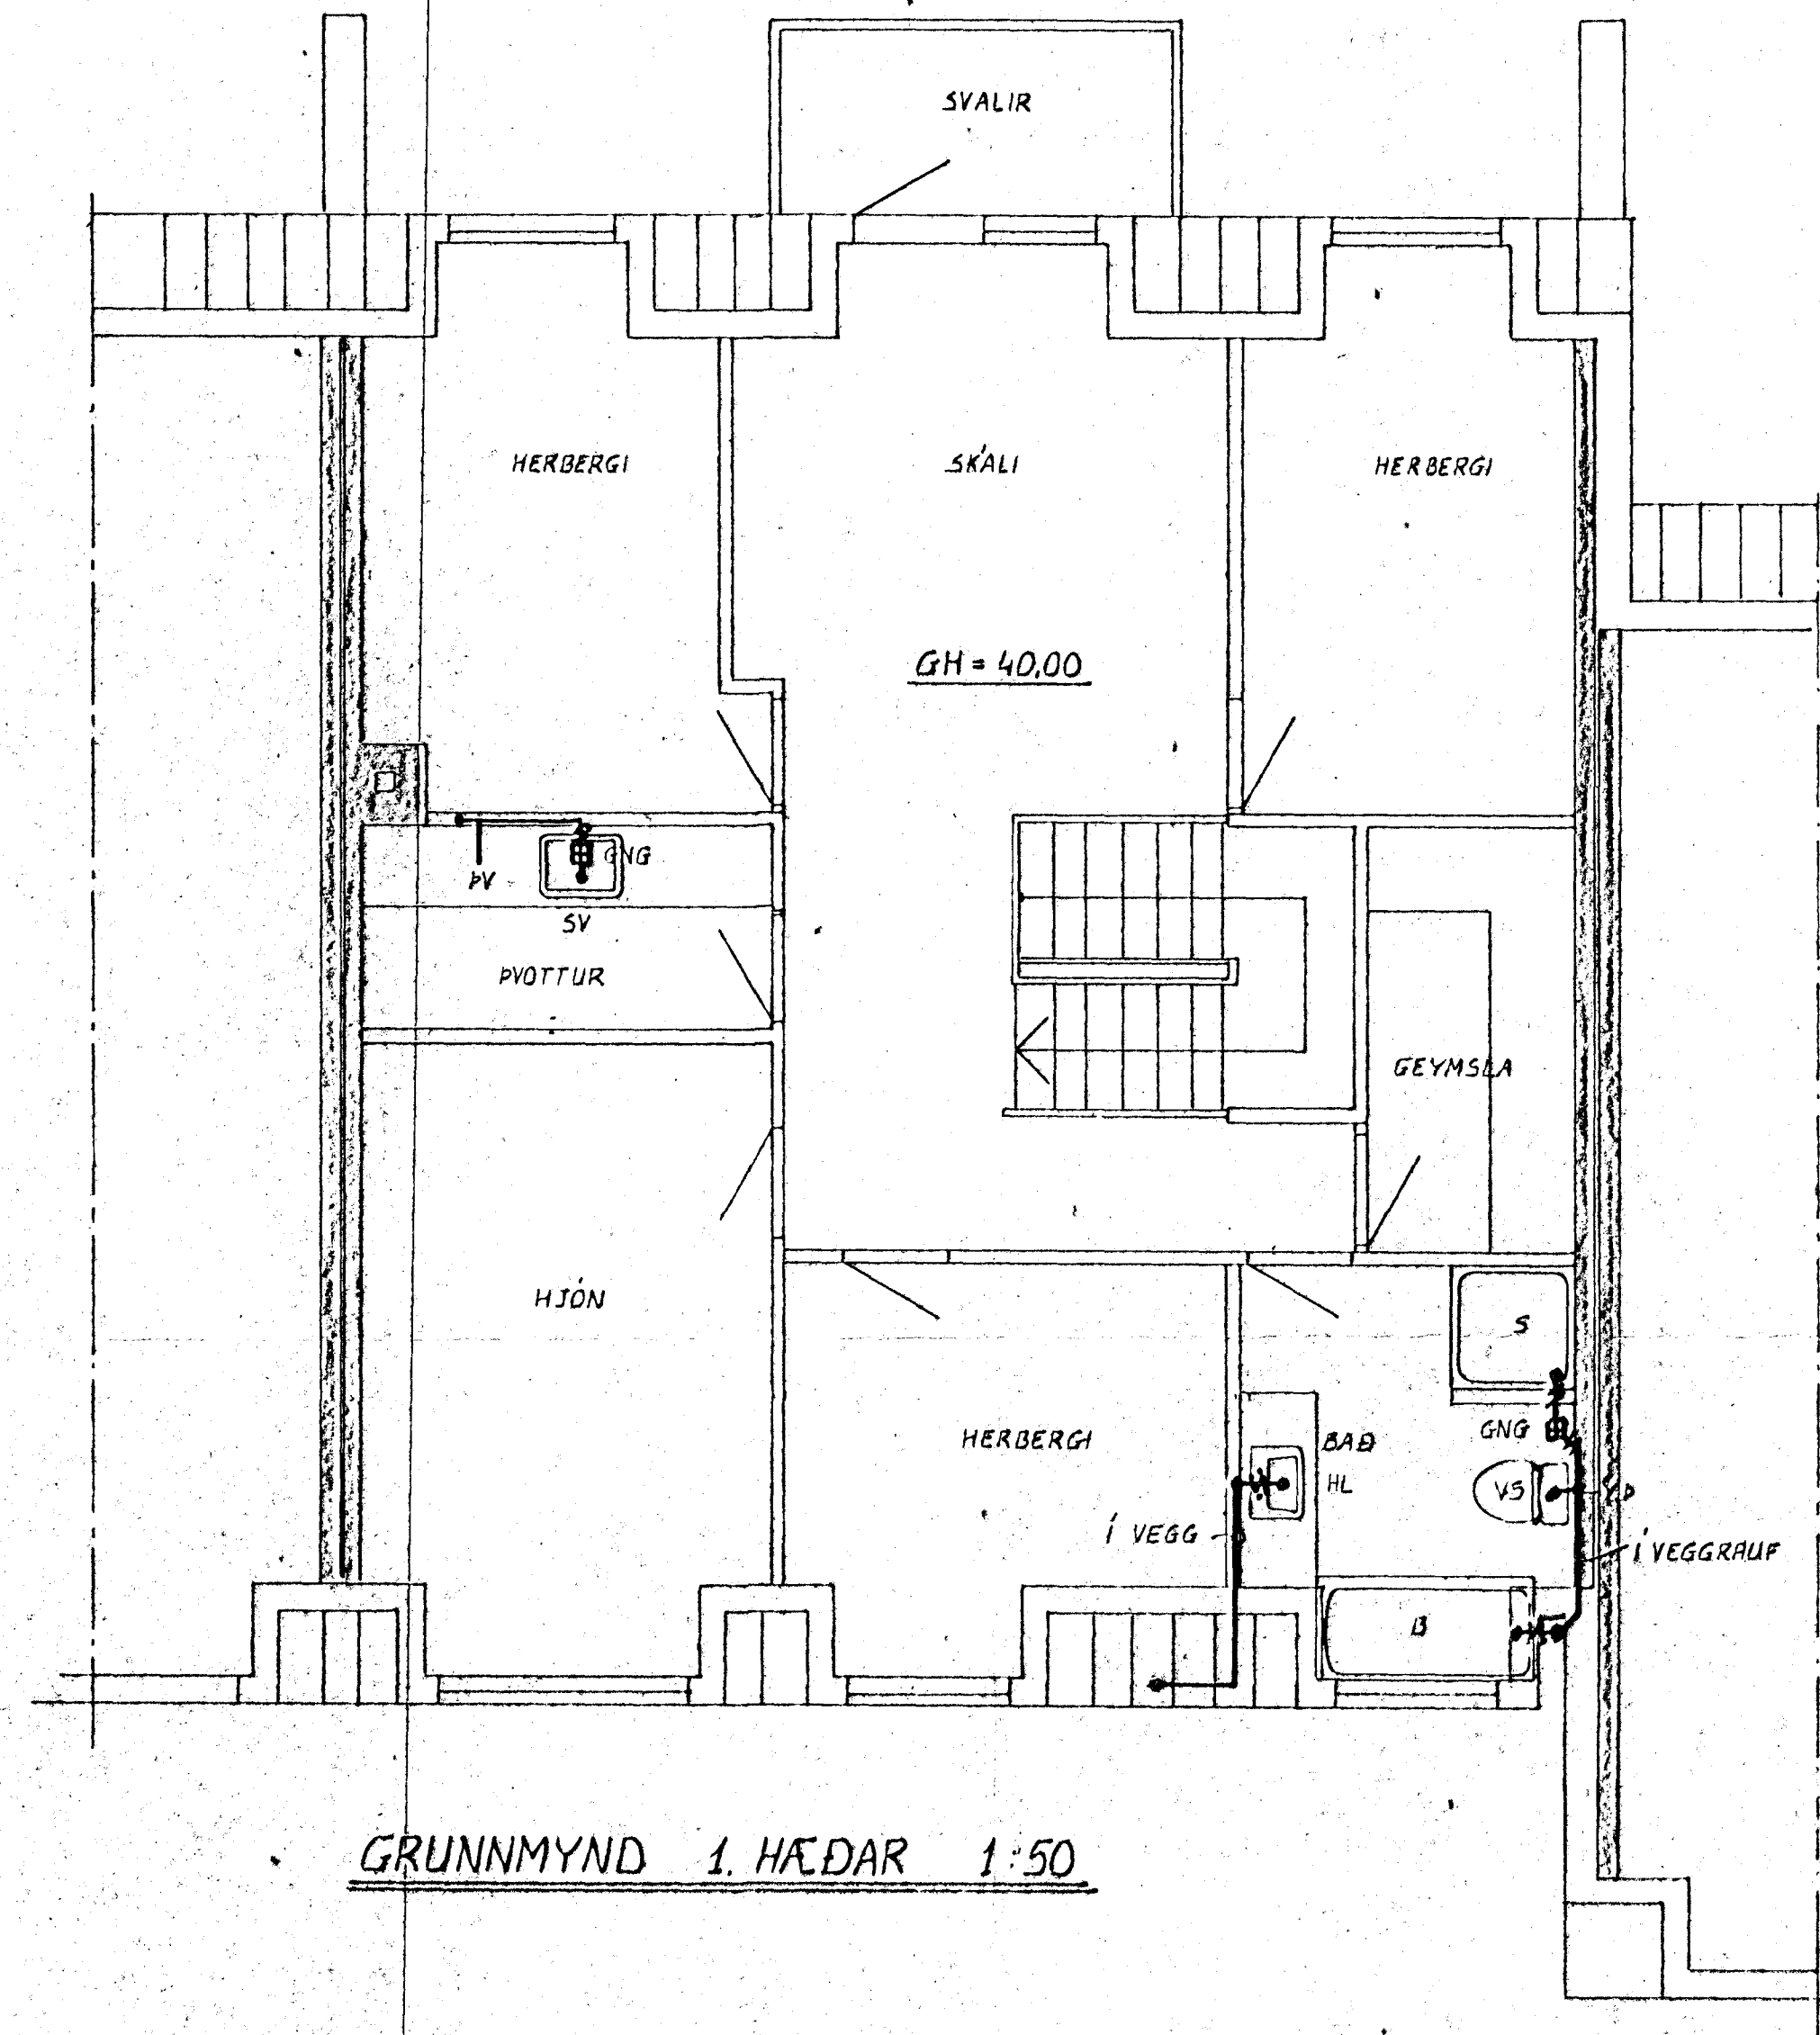 SVALIR
HERBERGI
SKÁLI
HERBERGI
GH = 40.00
GNG
ÞV
SV
ÞVOTTUR
GEYMSLA
HJÓN
S
HERBERGI
BAÐ
GNG
HL
VS
Í VEGG
Í VEGGRAUF
B
GRUNNMYND 1. HÆÐAR 1:50